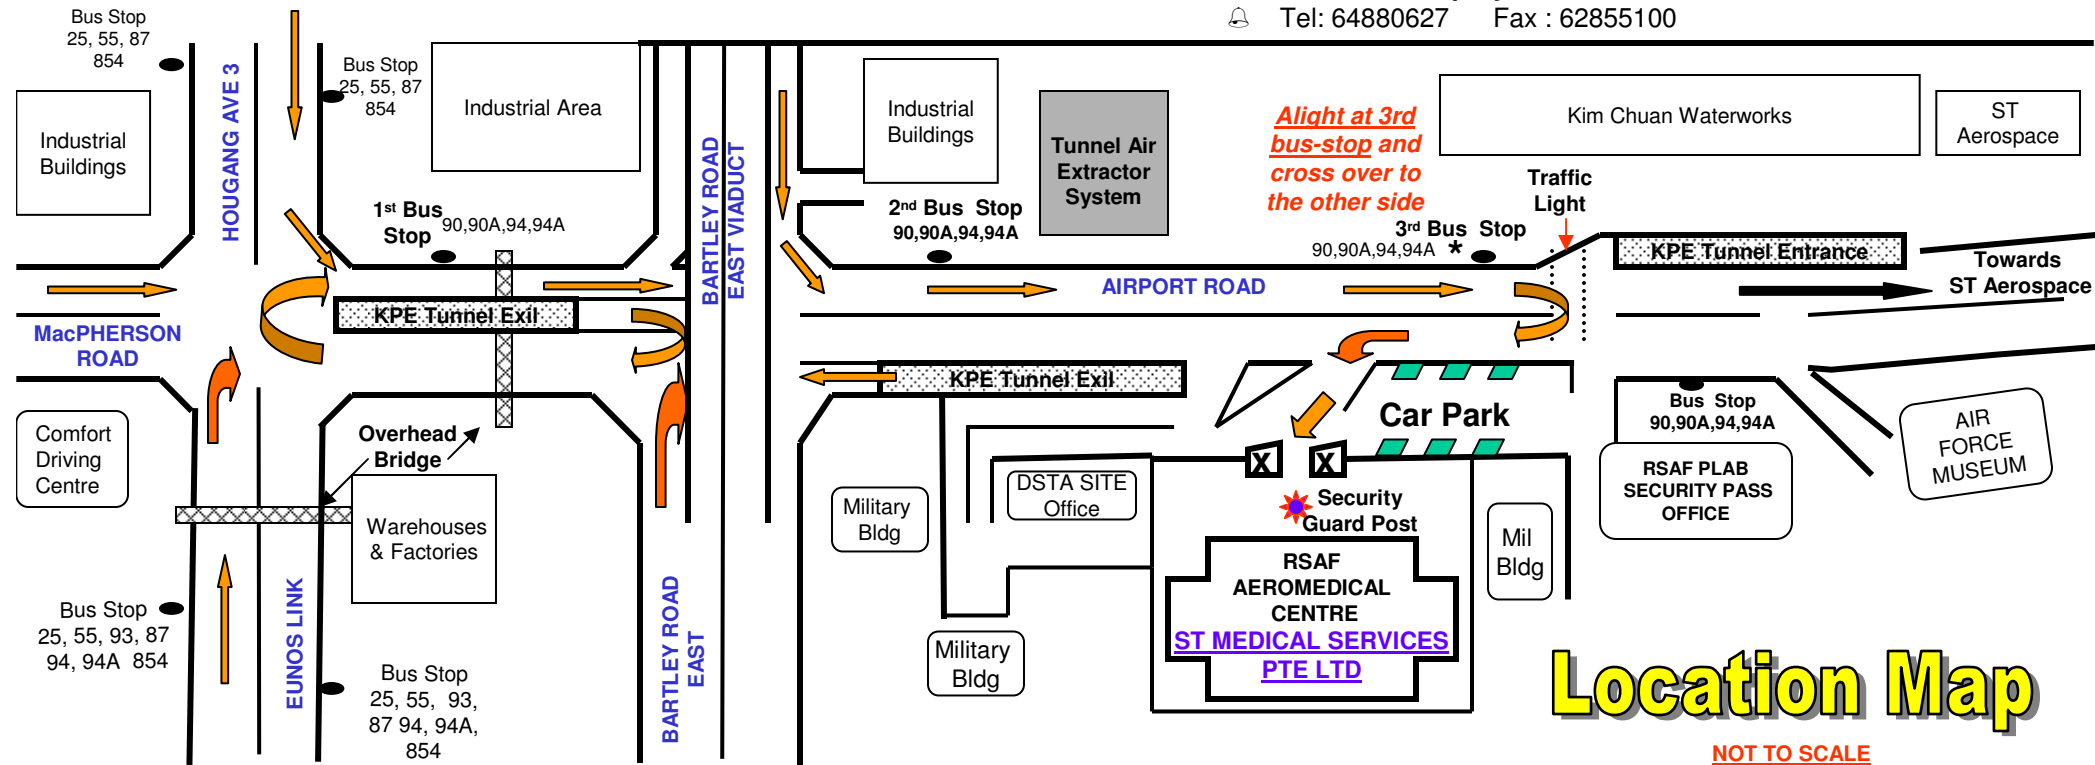 Tel: 64880627 Fax : 62855100
Bus Stop
25, 55, 87
854
Bus Stop
25, 55, 87
854
HOUGANG AVE 3
Industrial
Buildings
Industrial Area
BARTLEY ROAD
EAST VIADUCT
Industrial
Buildings
Tunnel Air
Extractor
System
Alight at 3rd
bus-stop and
cross over to
the other side
Kim Chuan Waterworks
ST
Aerospace
Traffic
Light
1st Bus
Stop
90,90A,94,94A
2nd Bus Stop
90,90A,94,94A
3rd Bus Stop
90,90A,94,94A *
KPE Tunnel Entrance
Towards
ST Aerospace
AIRPORT ROAD
MacPHERSON
ROAD
KPE Tunnel Exil
KPE Tunnel Exil
Comfort
Driving
Centre
Overhead
Bridge
Warehouses
& Factories
Car Park
X
X
Bus Stop
90,90A,94,94A
RSAF PLAB
SECURITY PASS
OFFICE
AIR
FORCE
MUSEUM
Military
Bldg
DSTA SITE
Office
Security
Guard Post
Mil
Bldg
RSAF
AEROMEDICAL
CENTRE
ST MEDICAL SERVICES
PTE LTD
Military
Bldg
Bus Stop
25, 55, 93, 87
94, 94A 854
EUNOS LINK
Bus Stop
25, 55, 93,
87 94, 94A,
854
BARTLEY ROAD
EAST
Location Map
NOT TO SCALE